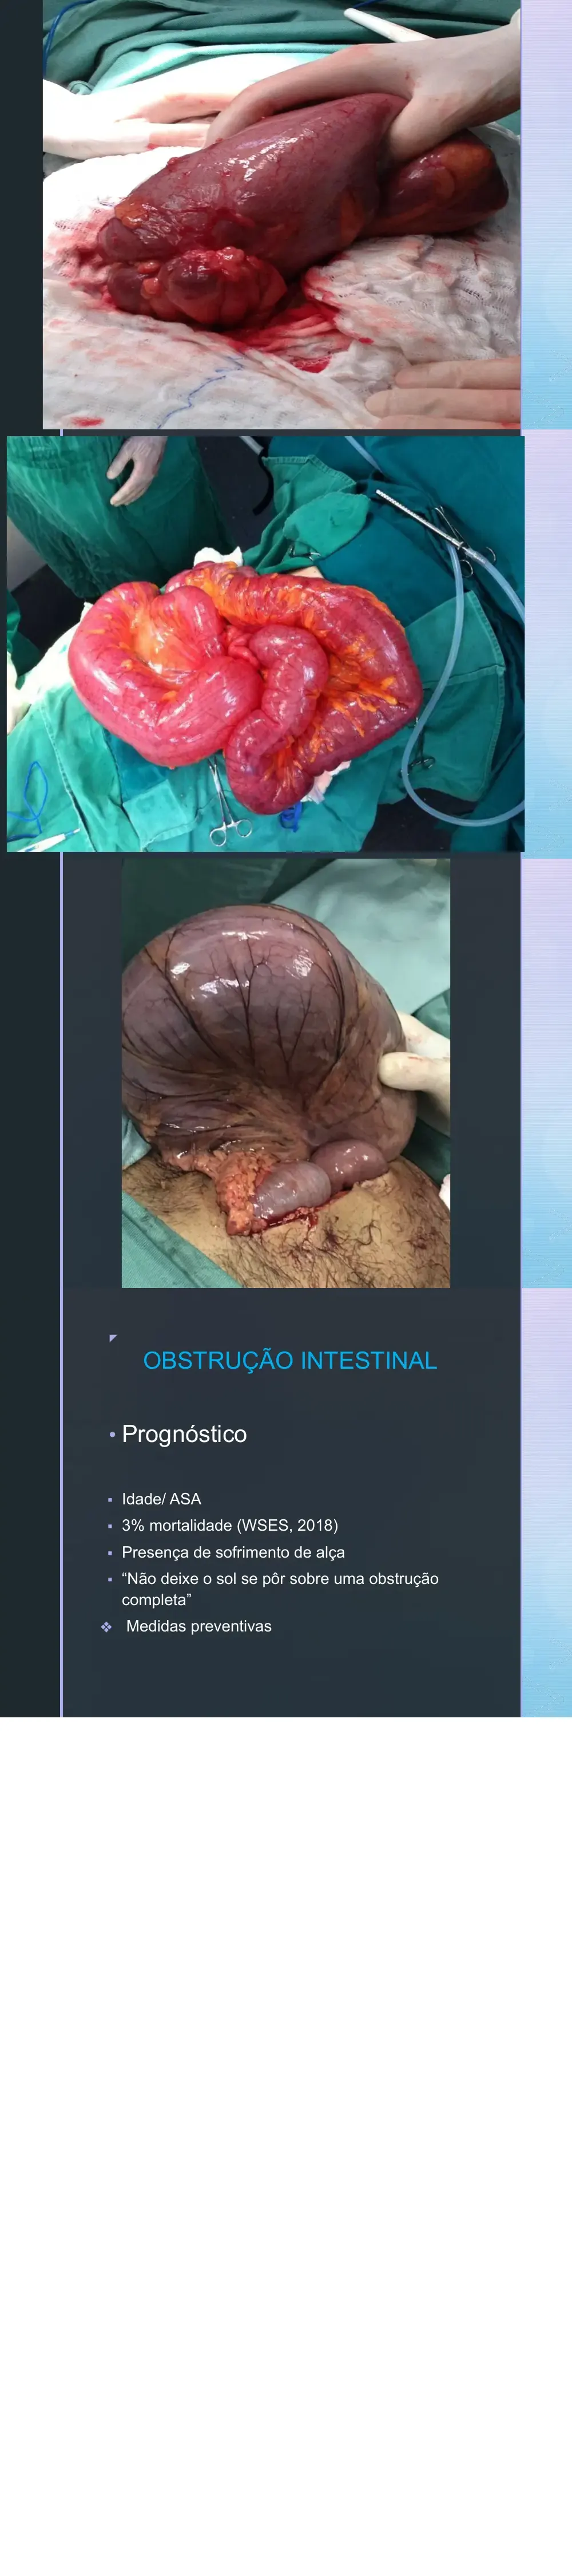 OBSTRUÇÃO INTESTINAL
• Prognóstico
▪ Idade/ ASA
▪ 3% mortalidade (WSES, 2018)
▪ Presença de sofrimento de alça
▪ “Não deixe o sol se pôr sobre uma obstrução
completa”
❖ Medidas preventivas